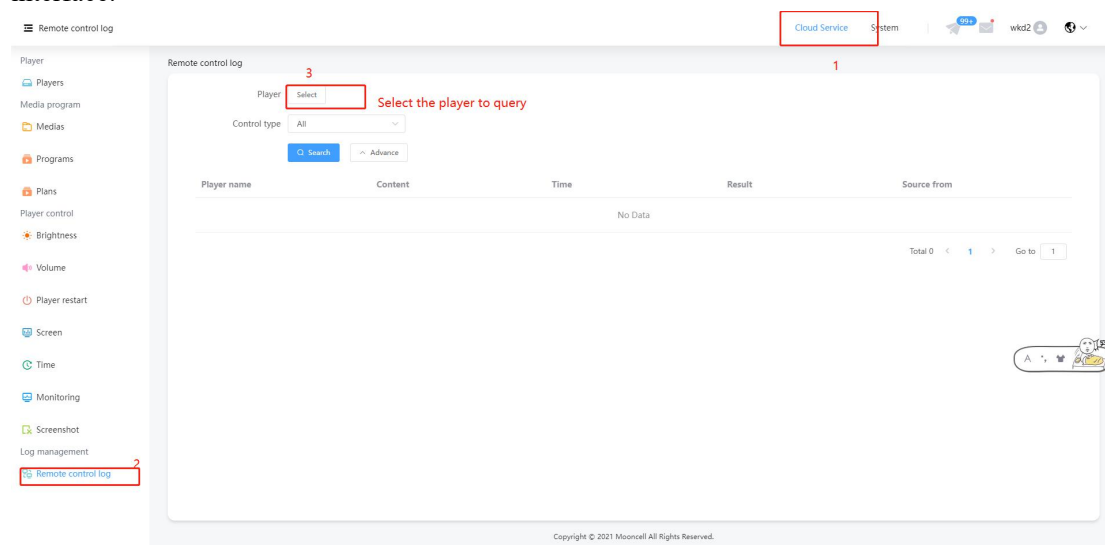 Remote control log
Cloud Service
System
99+
wkd2
1
Player
Players
Media program
Medias
Programs
Plans
Player control
Brightness
Volume
Player restart
Screen
Time
Monitoring
Screenshot
Log management
2
Remote control log
Remote control log
3
Player Select
Select the player to query
Control type All
Search Advance
Player name Content Time Result Source from
No Data
Total 0 < 1 > Go to 1
A
Copyright © 2021 Mooncell All Rights Reserved.